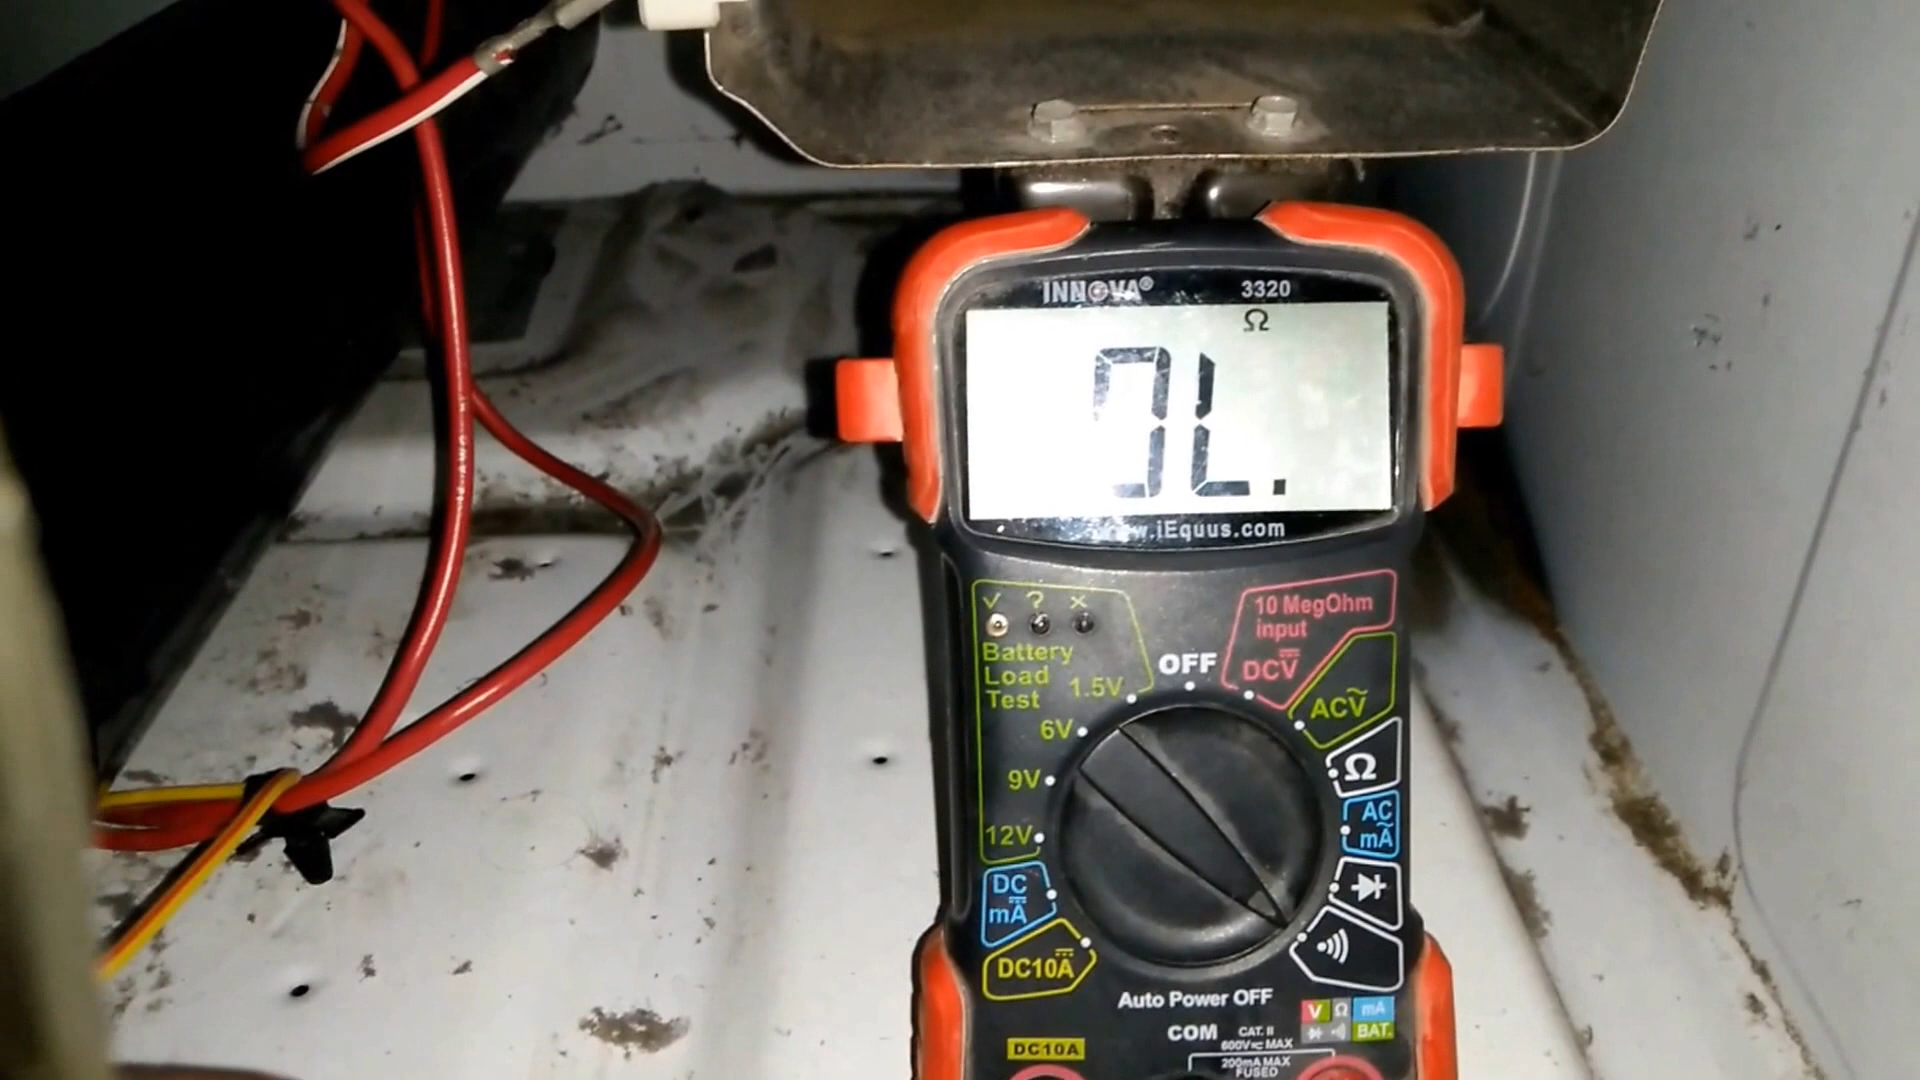 INNOVA® 3320
Ω
OL.
.iEquus.com
✓ ? ×
Battery
Load
Test
1.5V
6V
9V
12V
DC
mA
DC10A
OFF
10 MegOhm
input
DCV
ACV
Ω
AC
mA
Auto Power OFF
COM
CAT. II
600V MAX
200mA MAX
FUSED
V Ω mA
BAT.
DC10A